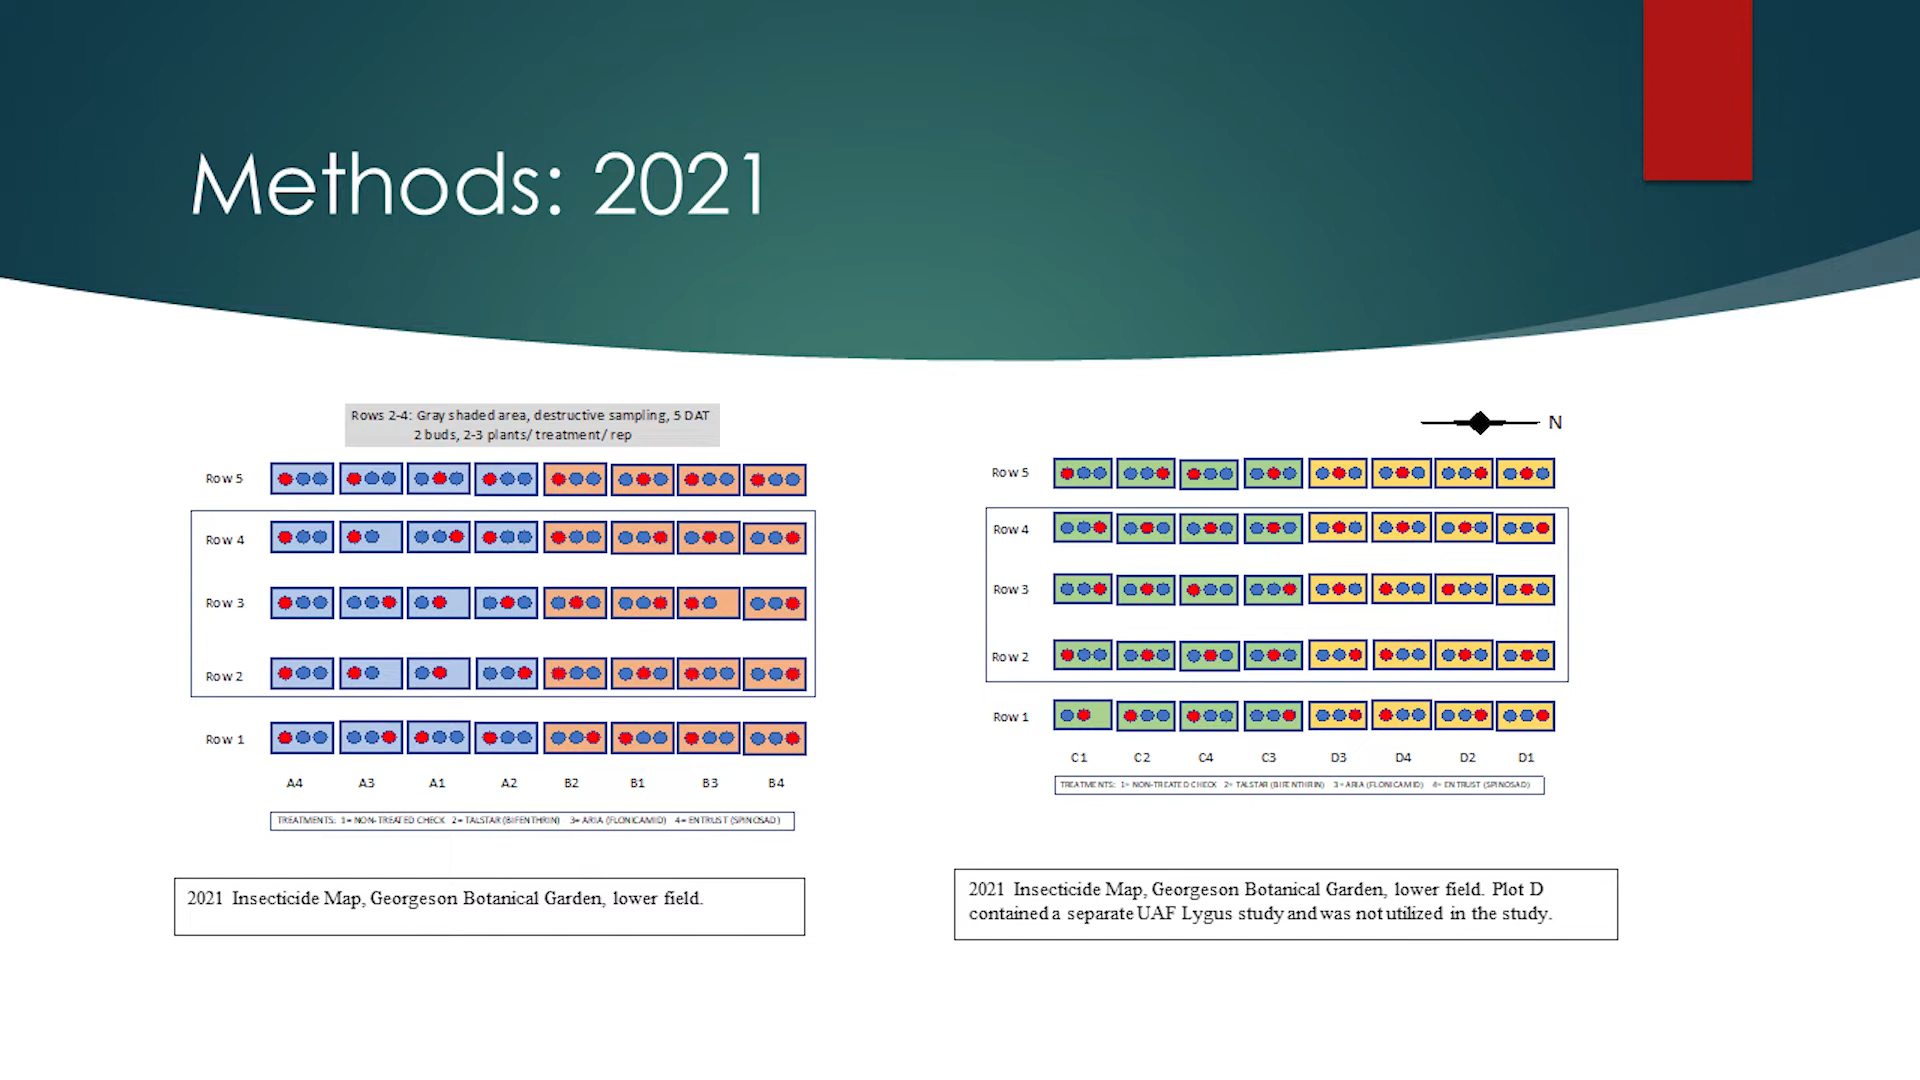 Methods: 2021
Rows 2-4: Gray shaded area, destructive sampling, 5 DAT
2 buds, 2-3 plants/ treatment/ rep
Row 5
Row 4
Row 3
Row 2
Row 1
A4 A3 A1 A2 B2 B1 B3 B4
TREATMENTS: 1= NON-TREATED CHECK 2= TALSTAR (BIFENTHRIN) 3= ARIA (FLONICAMID) 4= ENTRUST (SPINOSAD)
2021 Insecticide Map, Georgeson Botanical Garden, lower field.
N
Row 5
Row 4
Row 3
Row 2
Row 1
C1 C2 C4 C3 D3 D4 D2 D1
TREATMENTS: 1= NON-TREATED CHECK 2= TALSTAR (BIFENTHRIN) 3= ARIA (FLONICAMID) 4= ENTRUST (SPINOSAD)
2021 Insecticide Map, Georgeson Botanical Garden, lower field. Plot D
contained a separate UAF Lygus study and was not utilized in the study.